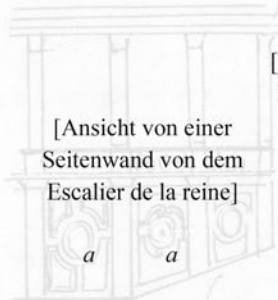 [
[Ansicht von einer
Seitenwand von dem
Escalier de la reine]
a a